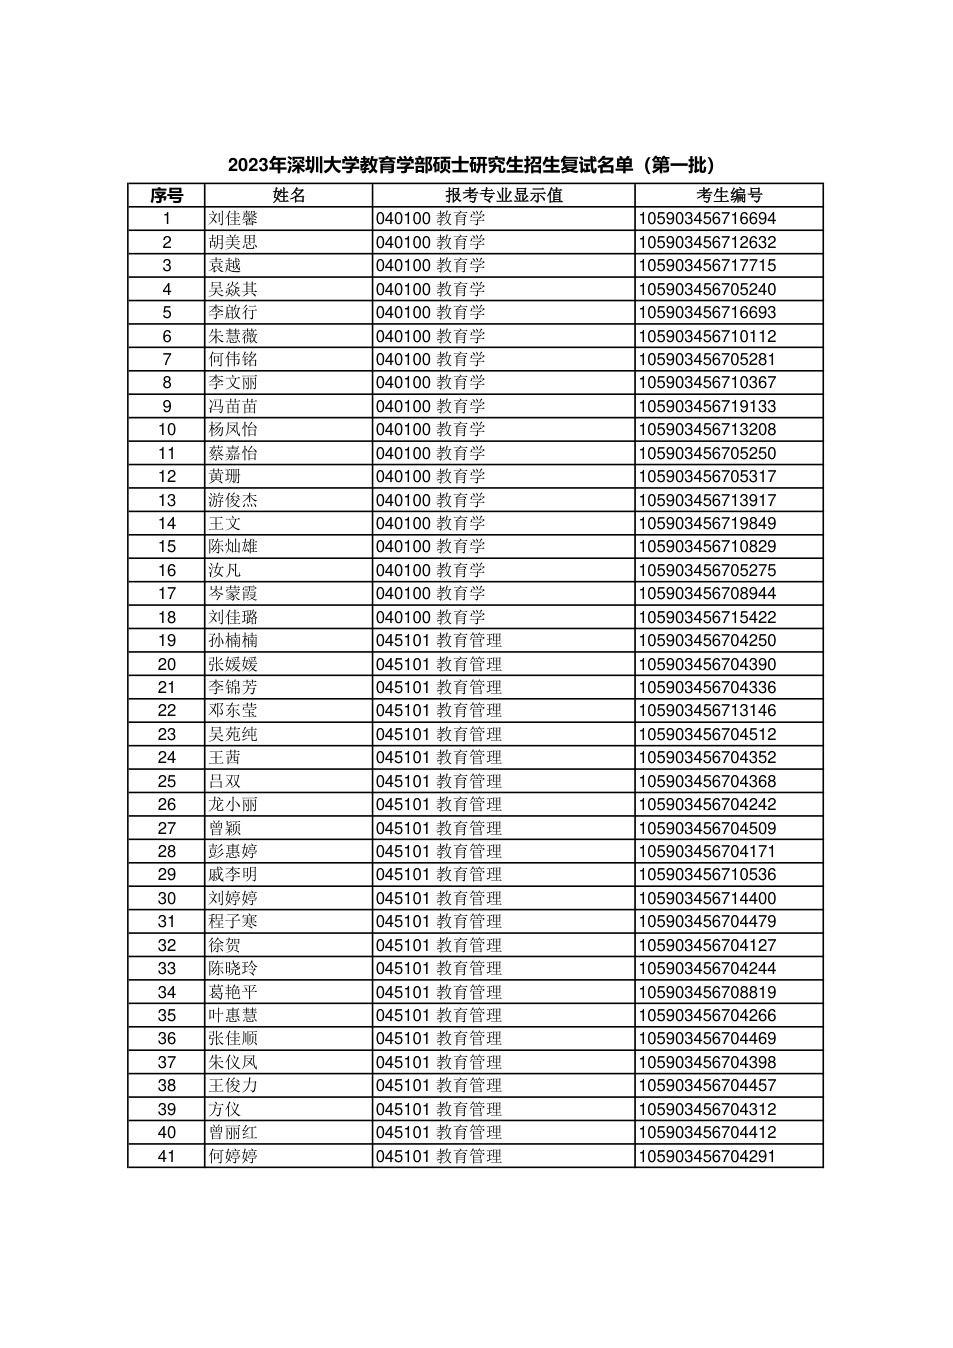 2023年深圳大学教育学部硕士研究生招生复试名单（第一批）
序号 姓名 报考专业显示值 考生编号
1 刘佳馨 040100 教育学 105903456716694
2 胡美思 040100 教育学 105903456712632
3 袁越 040100 教育学 105903456717715
4 吴焱其 040100 教育学 105903456705240
5 李啟行 040100 教育学 105903456716693
6 朱慧薇 040100 教育学 105903456710112
7 何伟铭 040100 教育学 105903456705281
8 李文丽 040100 教育学 105903456710367
9 冯苗苗 040100 教育学 105903456719133
10 杨凤怡 040100 教育学 105903456713208
11 蔡嘉怡 040100 教育学 105903456705250
12 黄珊 040100 教育学 105903456705317
13 游俊杰 040100 教育学 105903456713917
14 王文 040100 教育学 105903456719849
15 陈灿雄 040100 教育学 105903456710829
16 汝凡 040100 教育学 105903456705275
17 岑蒙霞 040100 教育学 105903456708944
18 刘佳璐 040100 教育学 105903456715422
19 孙楠楠 045101 教育管理 105903456704250
20 张媛媛 045101 教育管理 105903456704390
21 李锦芳 045101 教育管理 105903456704336
22 邓东莹 045101 教育管理 105903456713146
23 吴苑纯 045101 教育管理 105903456704512
24 王茜 045101 教育管理 105903456704352
25 吕双 045101 教育管理 105903456704368
26 龙小丽 045101 教育管理 105903456704242
27 曾颖 045101 教育管理 105903456704509
28 彭惠婷 045101 教育管理 105903456704171
29 戚李明 045101 教育管理 105903456710536
30 刘婷婷 045101 教育管理 105903456714400
31 程子寒 045101 教育管理 105903456704479
32 徐贺 045101 教育管理 105903456704127
33 陈晓玲 045101 教育管理 105903456704244
34 葛艳平 045101 教育管理 105903456708819
35 叶惠慧 045101 教育管理 105903456704266
36 张佳顺 045101 教育管理 105903456704469
37 朱仪凤 045101 教育管理 105903456704398
38 王俊力 045101 教育管理 105903456704457
39 方仪 045101 教育管理 105903456704312
40 曾丽红 045101 教育管理 105903456704412
41 何婷婷 045101 教育管理 105903456704291